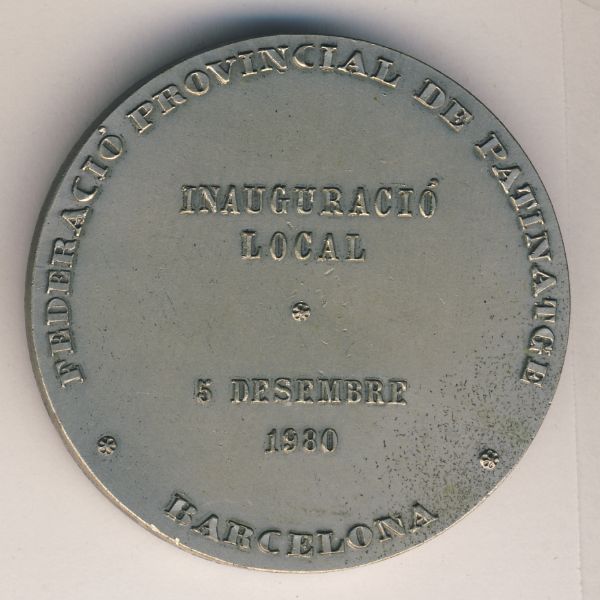 FEDERACIÓ PROVINCIAL DE PATINATGE
INAUGURACIÓ
LOCAL
5 DESEMBRE
1980
BARCELONA